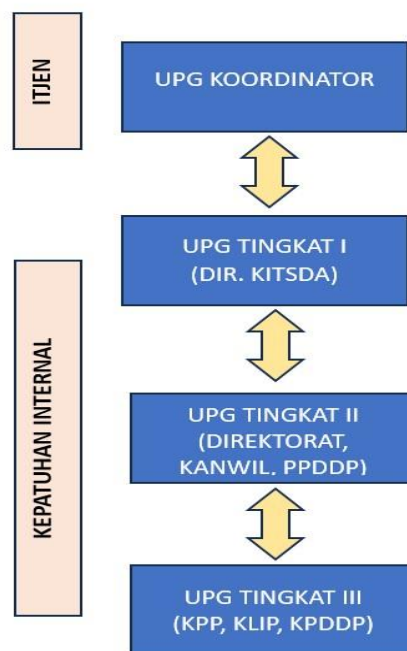 ITJEN
UPG KOORDINATOR
KEPATUHAN INTERNAL
UPG TINGKAT I
(DIR. KITSDA)
UPG TINGKAT II
(DIREKTORAT,
KANWIL. PPDDP)
UPG TINGKAT III
(KPP, KLIP, KPDDP)